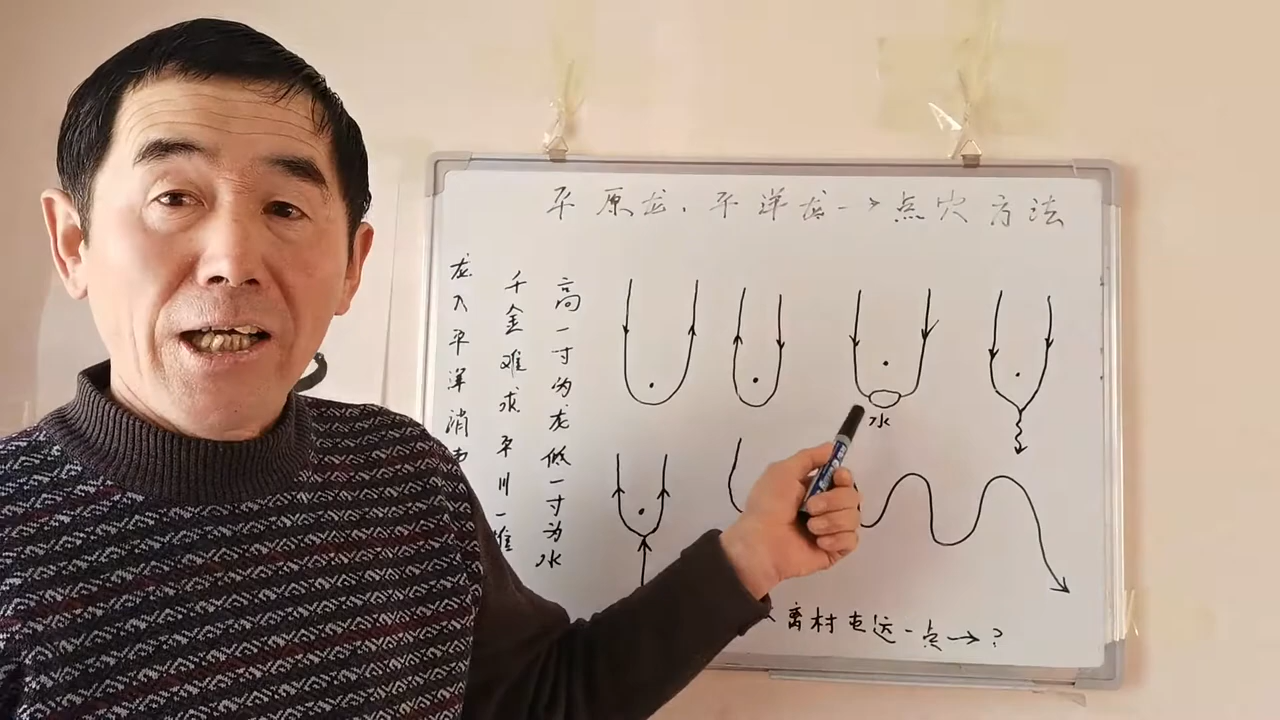 平原龙、平洋龙→点穴方法
高一寸为龙低一寸为水
千金难求平川一堆
龙入平洋消
水
离村走远一点→?